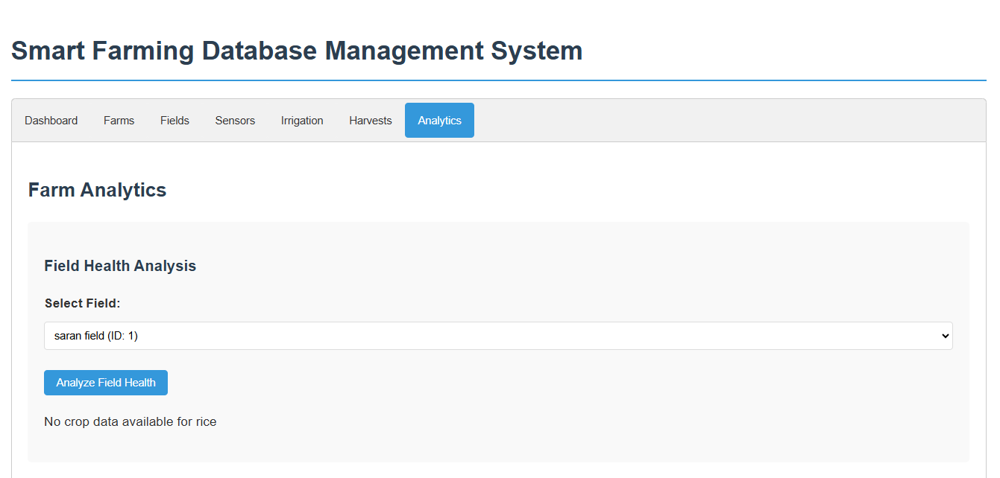 Smart Farming Database Management System
Dashboard Farms Fields Sensors Irrigation Harvests Analytics
Farm Analytics
Field Health Analysis
Select Field:
saran field (ID: 1)
Analyze Field Health
No crop data available for rice